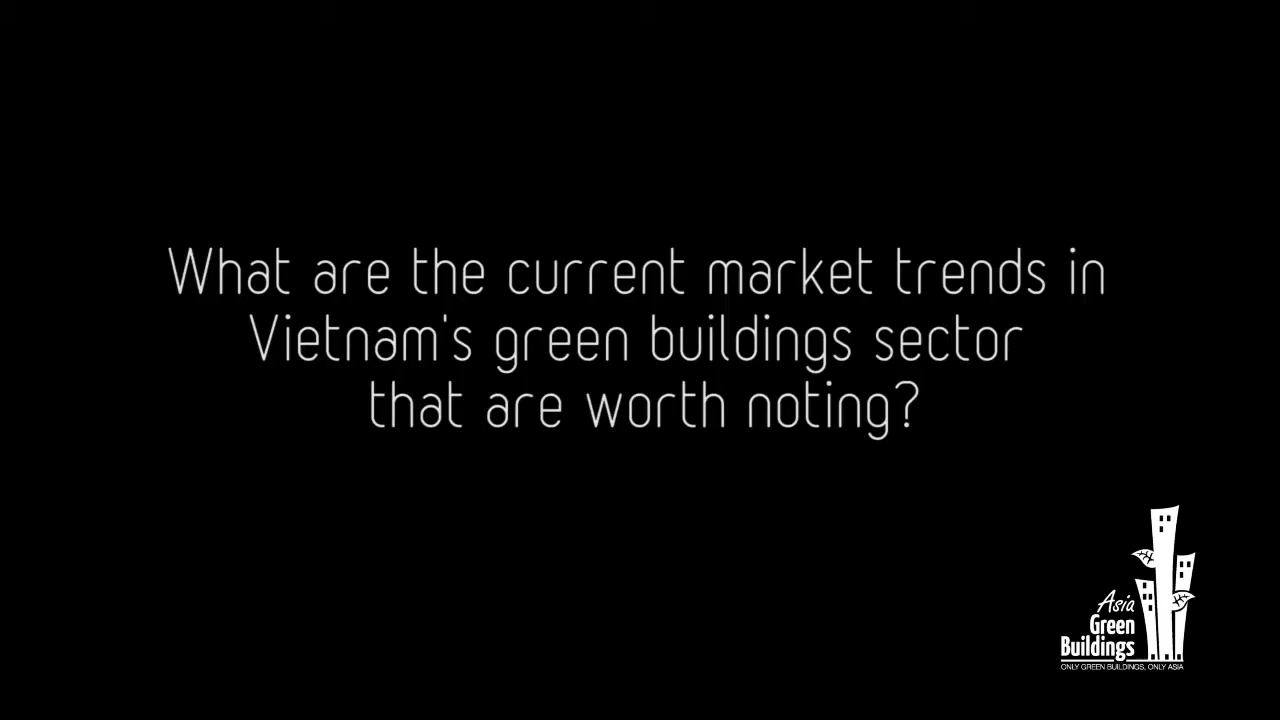 What are the current market trends in
Vietnam's green buildings sector
that are worth noting?
Asia
Green
Buildings
ONLY GREEN BUILDINGS, ONLY ASIA